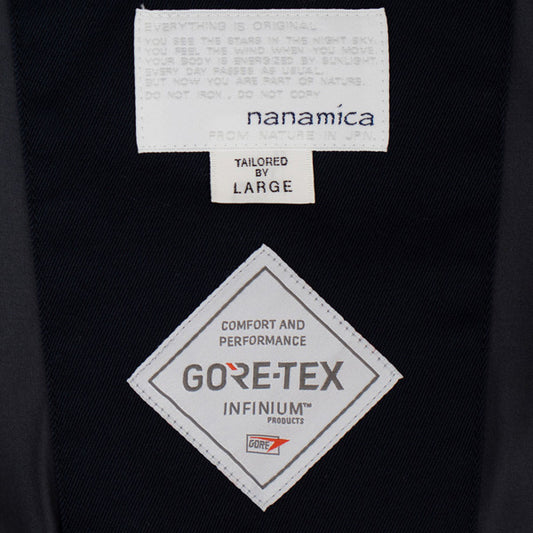 EVERYTHING IS ORIGINAL
YOU SEE THE STARS IN THE NIGHT SKY.
YOU FEEL THE WIND WHEN YOU MOVE.
YOUR BODY IS ENERGIZED BY SUNLIGHT.
EVERY DAY PASSES AS USUAL.
BUT NOW YOU ARE PART OF NATURE.
DO NOT IRON , DO NOT COPY
nanamica
FROM NATURE IN JPN.
TAILORED
BY
LARGE
COMFORT AND
PERFORMANCE
GORE-TEX
INFINIUM™
PRODUCTS
GORE